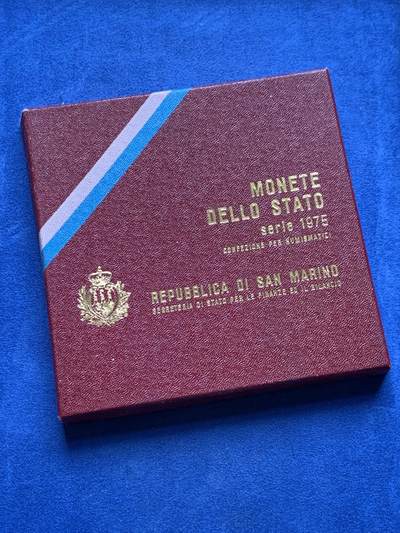 MONETE
DELLO STATO
serie 1975
CONFEZIONE PER NUMISMATICI
REPUBBLICA DI SAN MARINO
SEGRETERIA DI STATO PER LE FINANZE ED IL BILANCIO